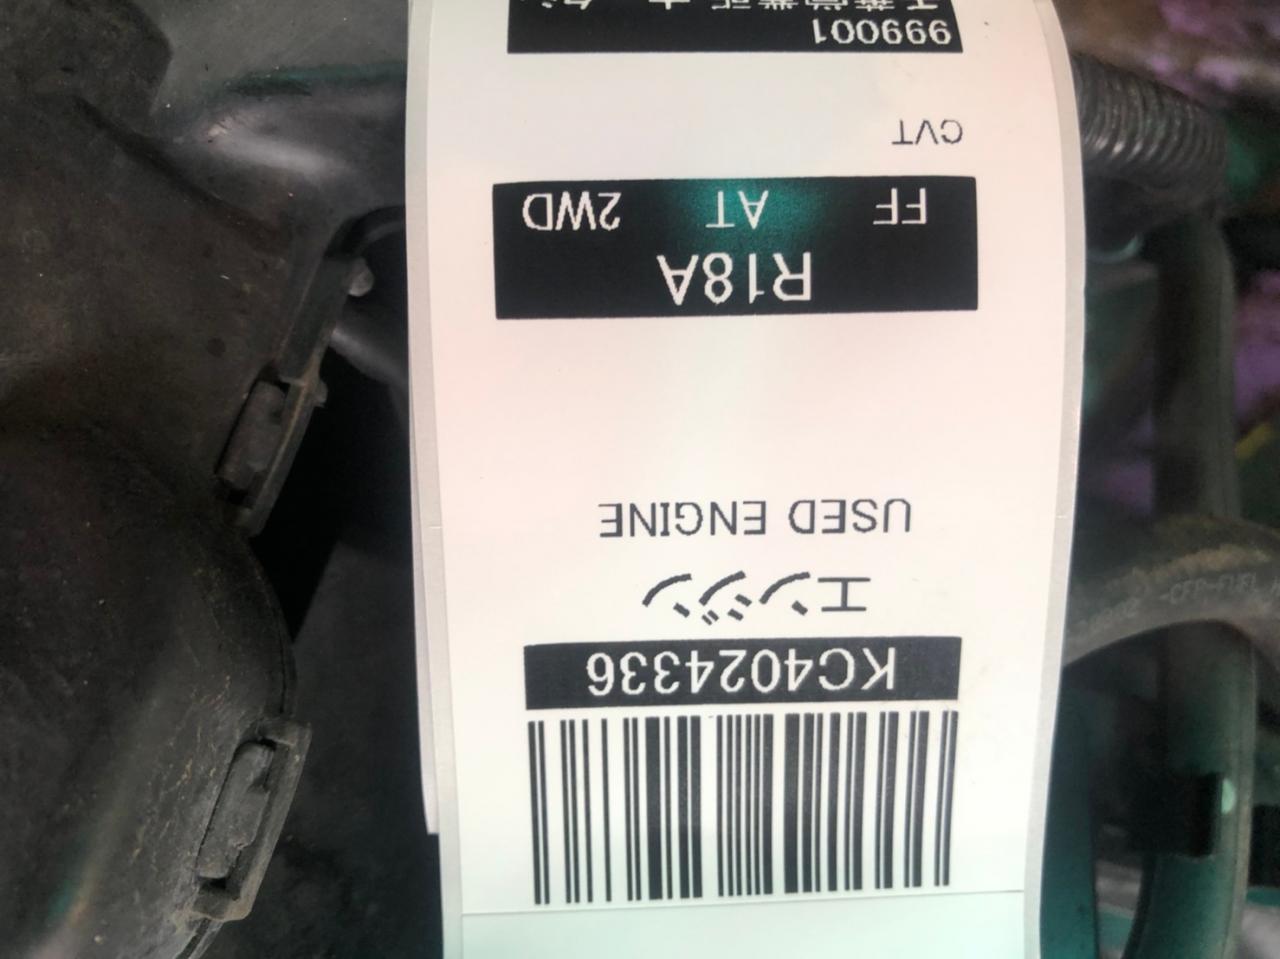 KC4024336
エンジン
USED ENGINE
R18A
FF AT 2WD
CVT
999001